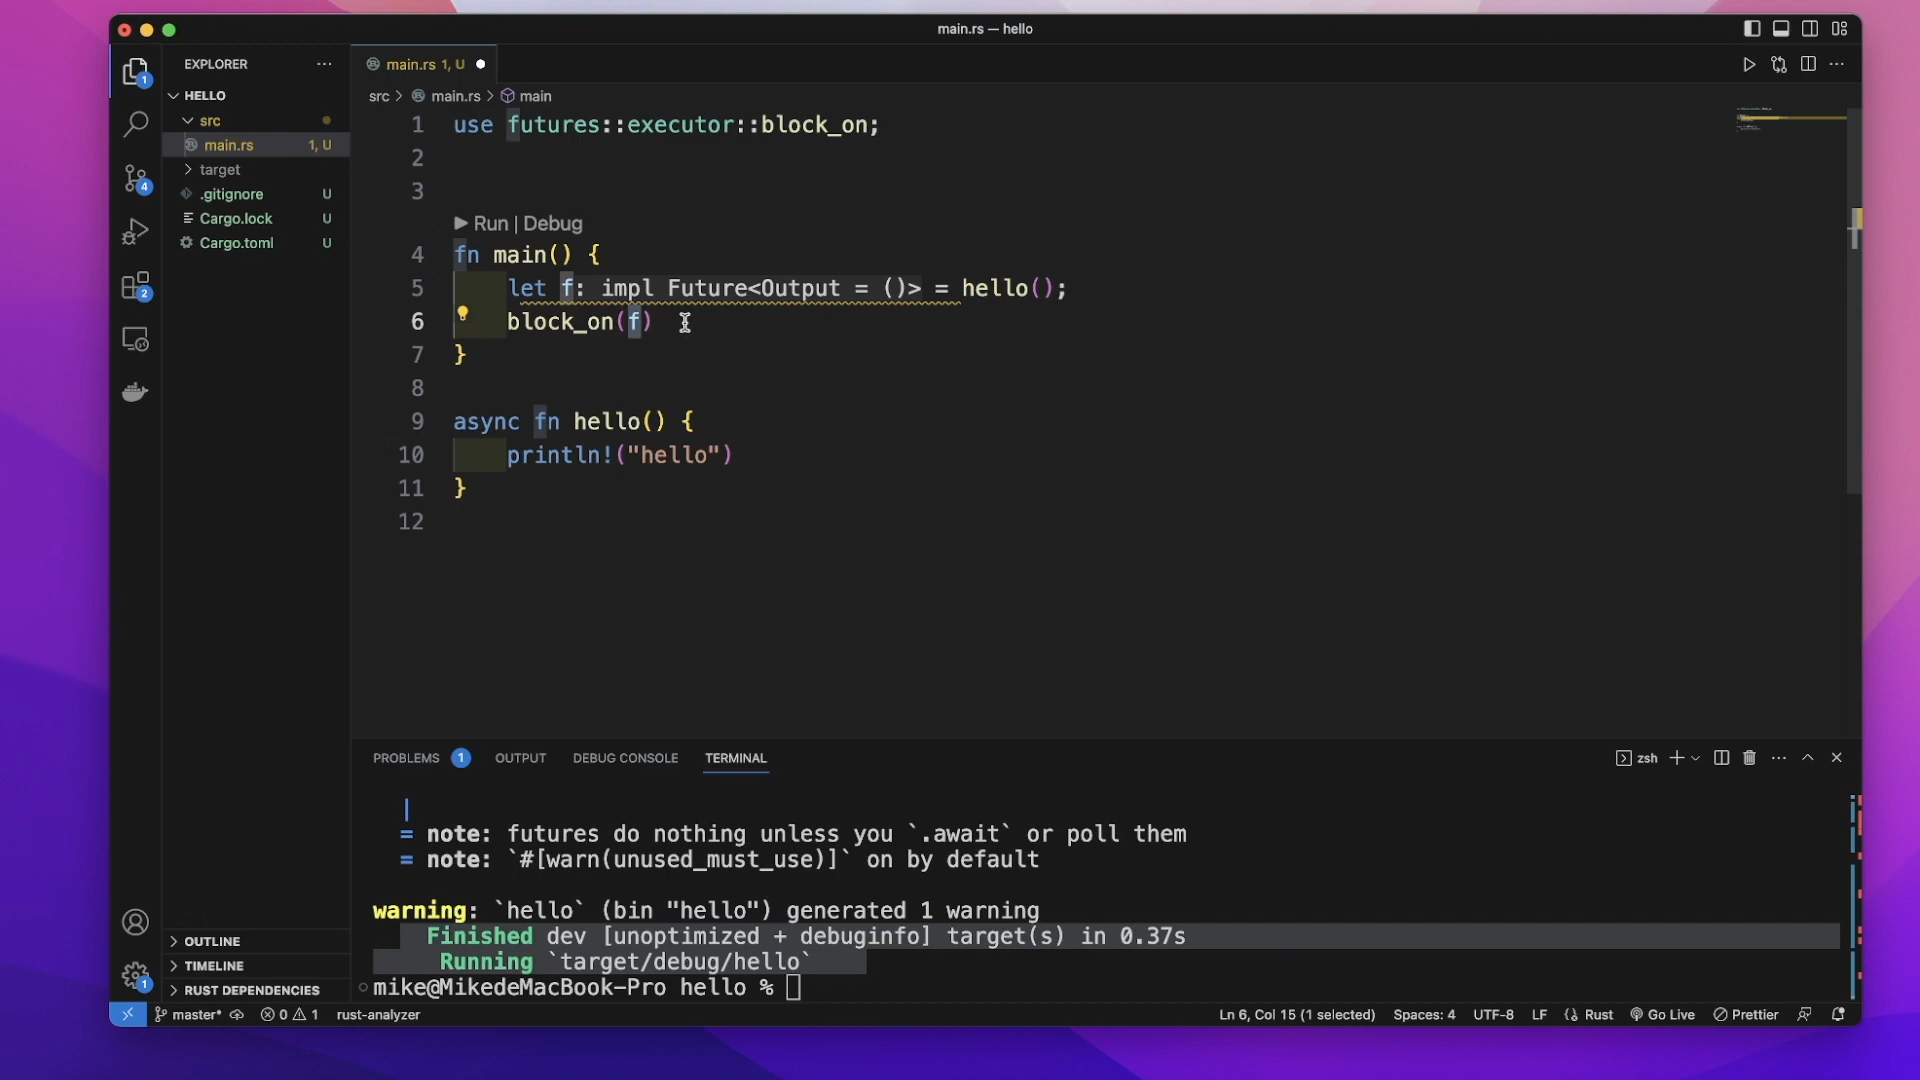 main.rs — hello
EXPLORER
HELLO
src
main.rs 1, U
target
.gitignore U
Cargo.lock U
Cargo.toml U
OUTLINE
TIMELINE
RUST DEPENDENCIES
1
4
2
1
main.rs 1, U
src > main.rs > main
1 use futures::executor::block_on;
2
3
Run | Debug
4 fn main() {
5 let f: impl Future<Output = ()> = hello();
6 block_on(f)
7 }
8
9 async fn hello() {
10 println!("hello")
11 }
12
PROBLEMS 1 OUTPUT DEBUG CONSOLE TERMINAL
zsh
|
= note: futures do nothing unless you `.await` or poll them
= note: `#[warn(unused_must_use)]` on by default
warning: `hello` (bin "hello") generated 1 warning
Finished dev [unoptimized + debuginfo] target(s) in 0.37s
Running `target/debug/hello`
mike@MikedeMacBook-Pro hello %
master* 0 1 rust-analyzer Ln 6, Col 15 (1 selected) Spaces: 4 UTF-8 LF Rust Go Live Prettier